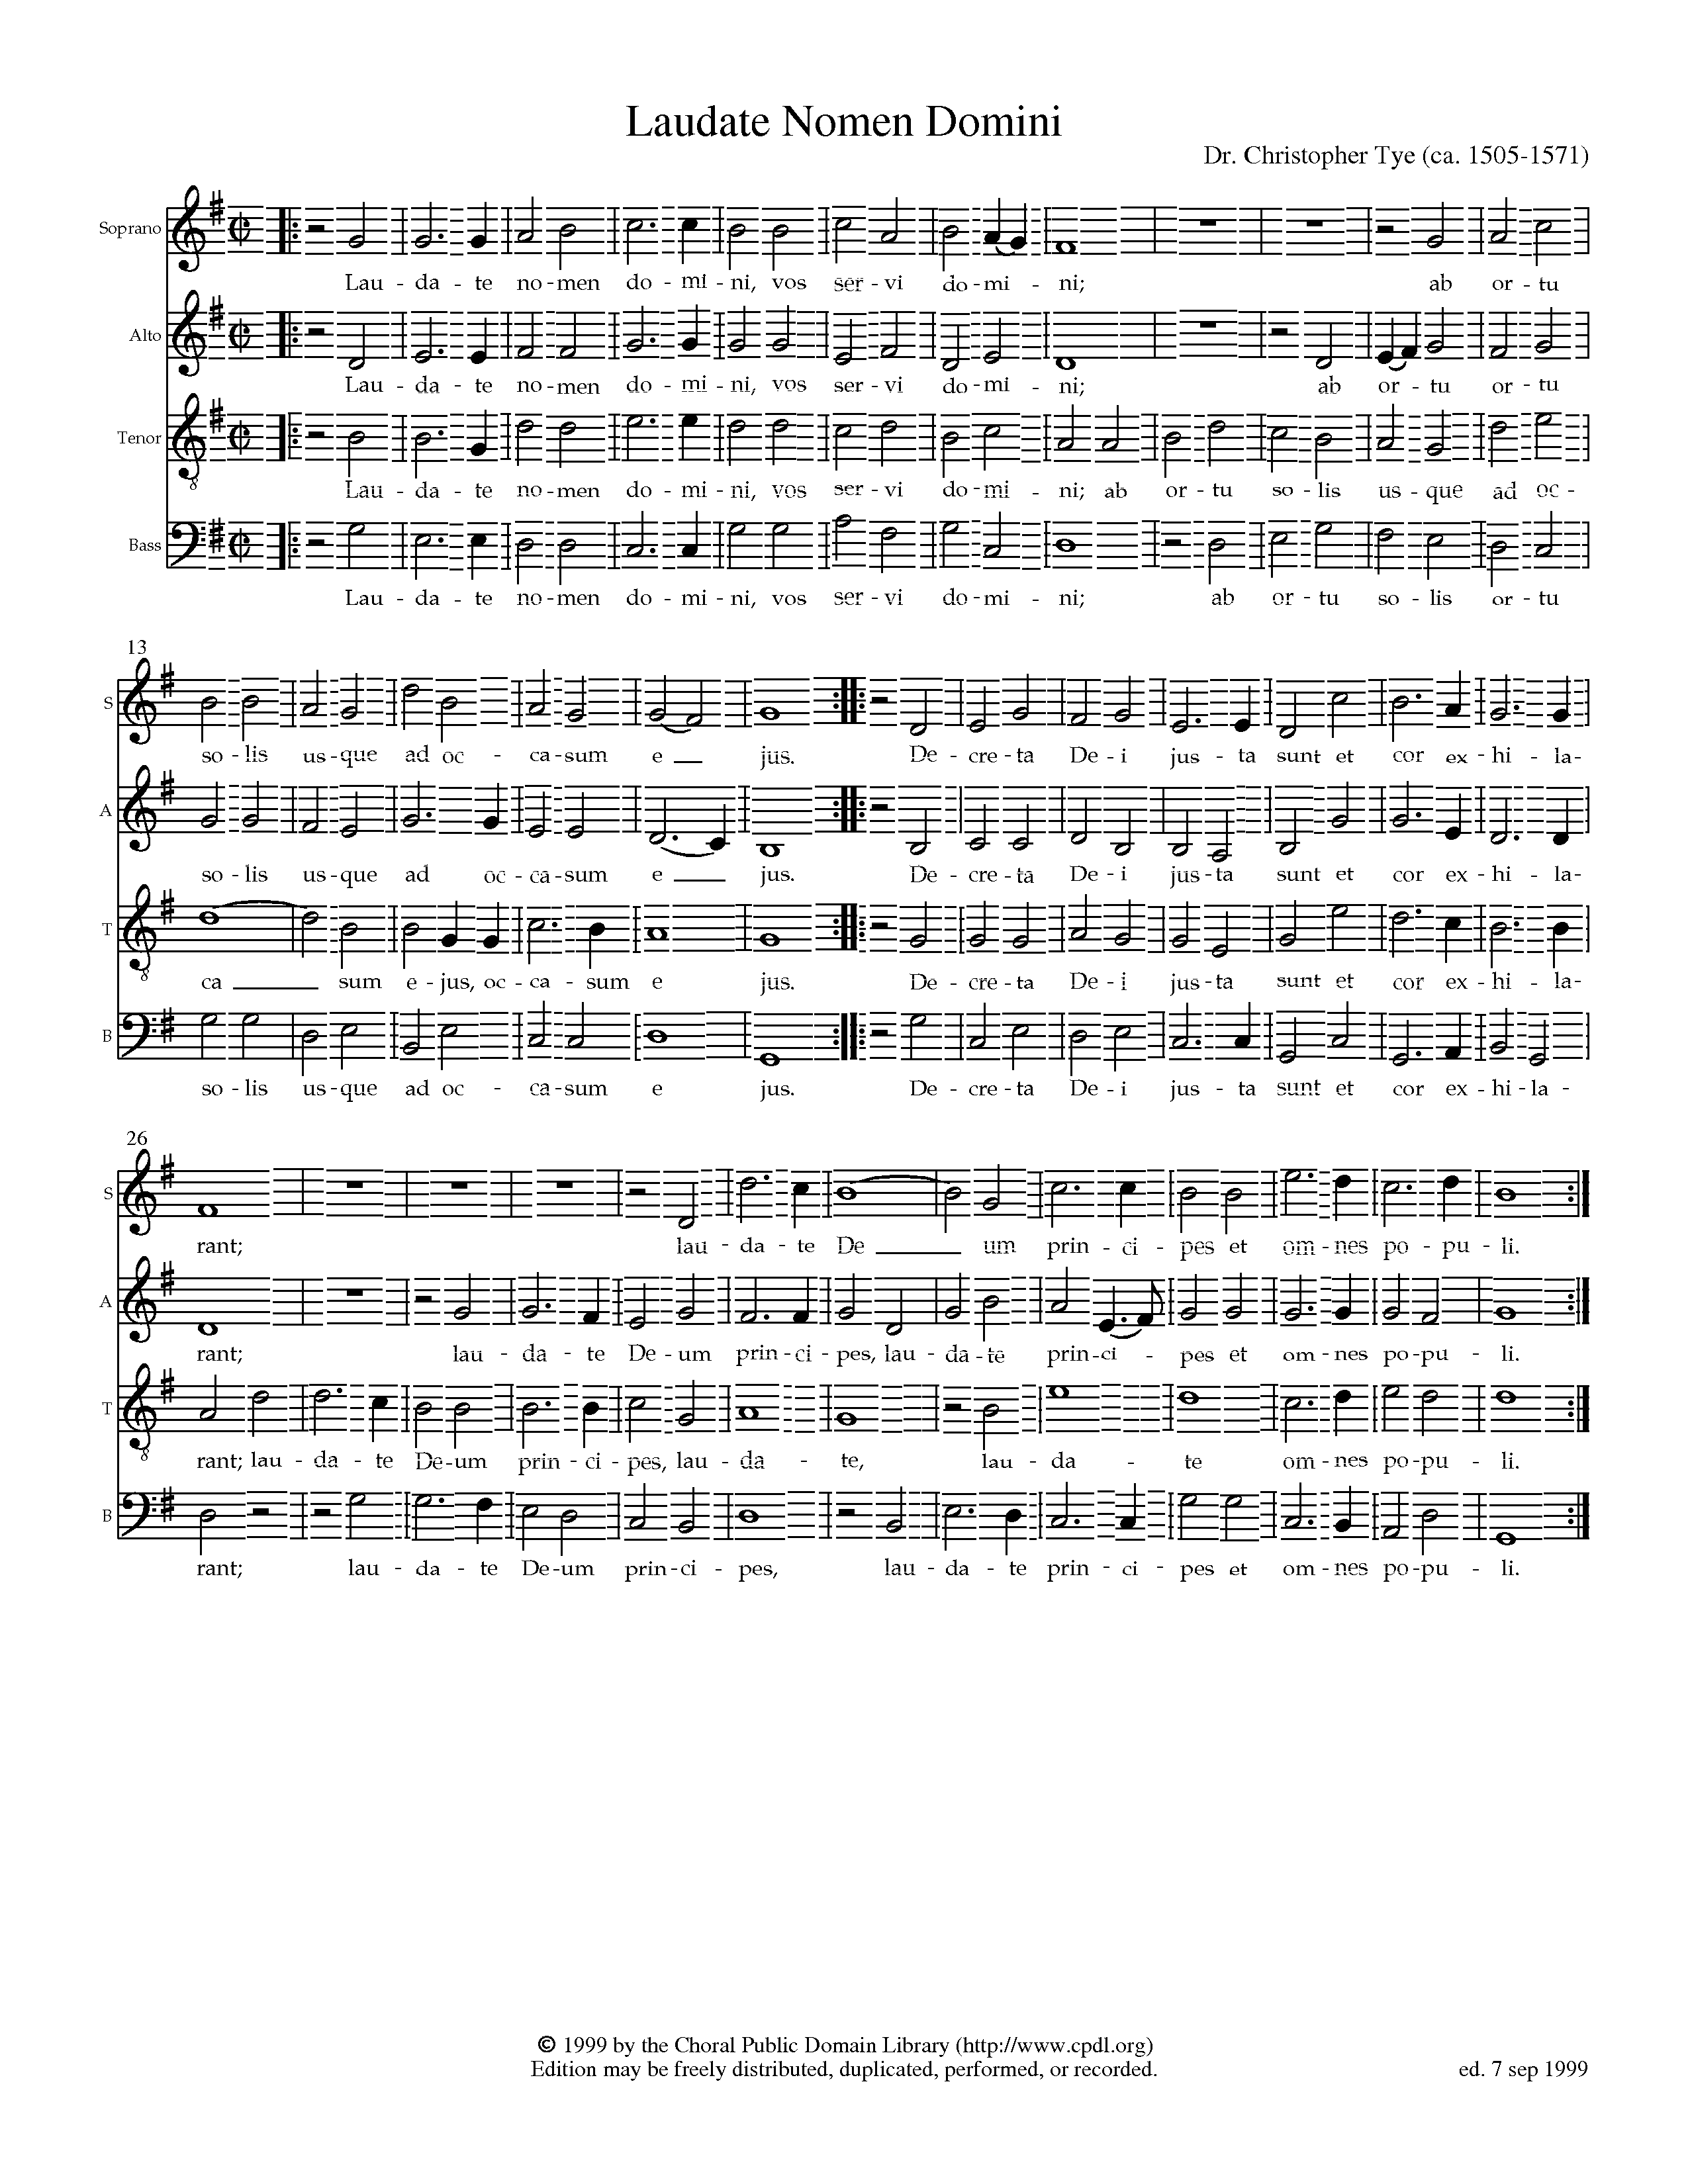 Laudate Nomen Domini
Dr. Christopher Tye (ca. 1505-1571)
Soprano
Lau - da - te no - men do - mi - ni, vos ser - vi do - mi - ni; ab or - tu
Alto
Lau - da - te no - men do - mi - ni, vos ser - vi do - mi - ni; ab or - tu or - tu
Tenor
Lau - da - te no - men do - mi - ni, vos ser - vi do - mi - ni; ab or - tu so - lis us - que ad oc -
Bass
Lau - da - te no - men do - mi - ni, vos ser - vi do - mi - ni; ab or - tu so - lis or - tu
13
S
so - lis us - que ad oc - ca - sum e jus. De - cre - ta De - i jus - ta sunt et cor ex - hi - la-
A
so - lis us - que ad oc - ca - sum e jus. De - cre - ta De - i jus - ta sunt et cor ex - hi - la-
T
ca sum e - jus, oc - ca - sum e jus. De - cre - ta De - i jus - ta sunt et cor ex - hi - la-
B
so - lis us - que ad oc - ca - sum e jus. De - cre - ta De - i jus - ta sunt et cor ex - hi - la -
26
S
rant; lau - da - te De um prin - ci - pes et om - nes po - pu - li.
A
rant; lau - da - te De - um prin - ci - pes, lau - da - te prin - ci - pes et om - nes po - pu - li.
T
rant; lau - da - te De - um prin - ci - pes, lau - da - te, lau - da - te om - nes po - pu - li.
B
rant; lau - da - te De - um prin - ci - pes, lau - da - te prin - ci - pes et om - nes po - pu - li.
© 1999 by the Choral Public Domain Library (http://www.cpdl.org)
Edition may be freely distributed, duplicated, performed, or recorded.
ed. 7 sep 1999